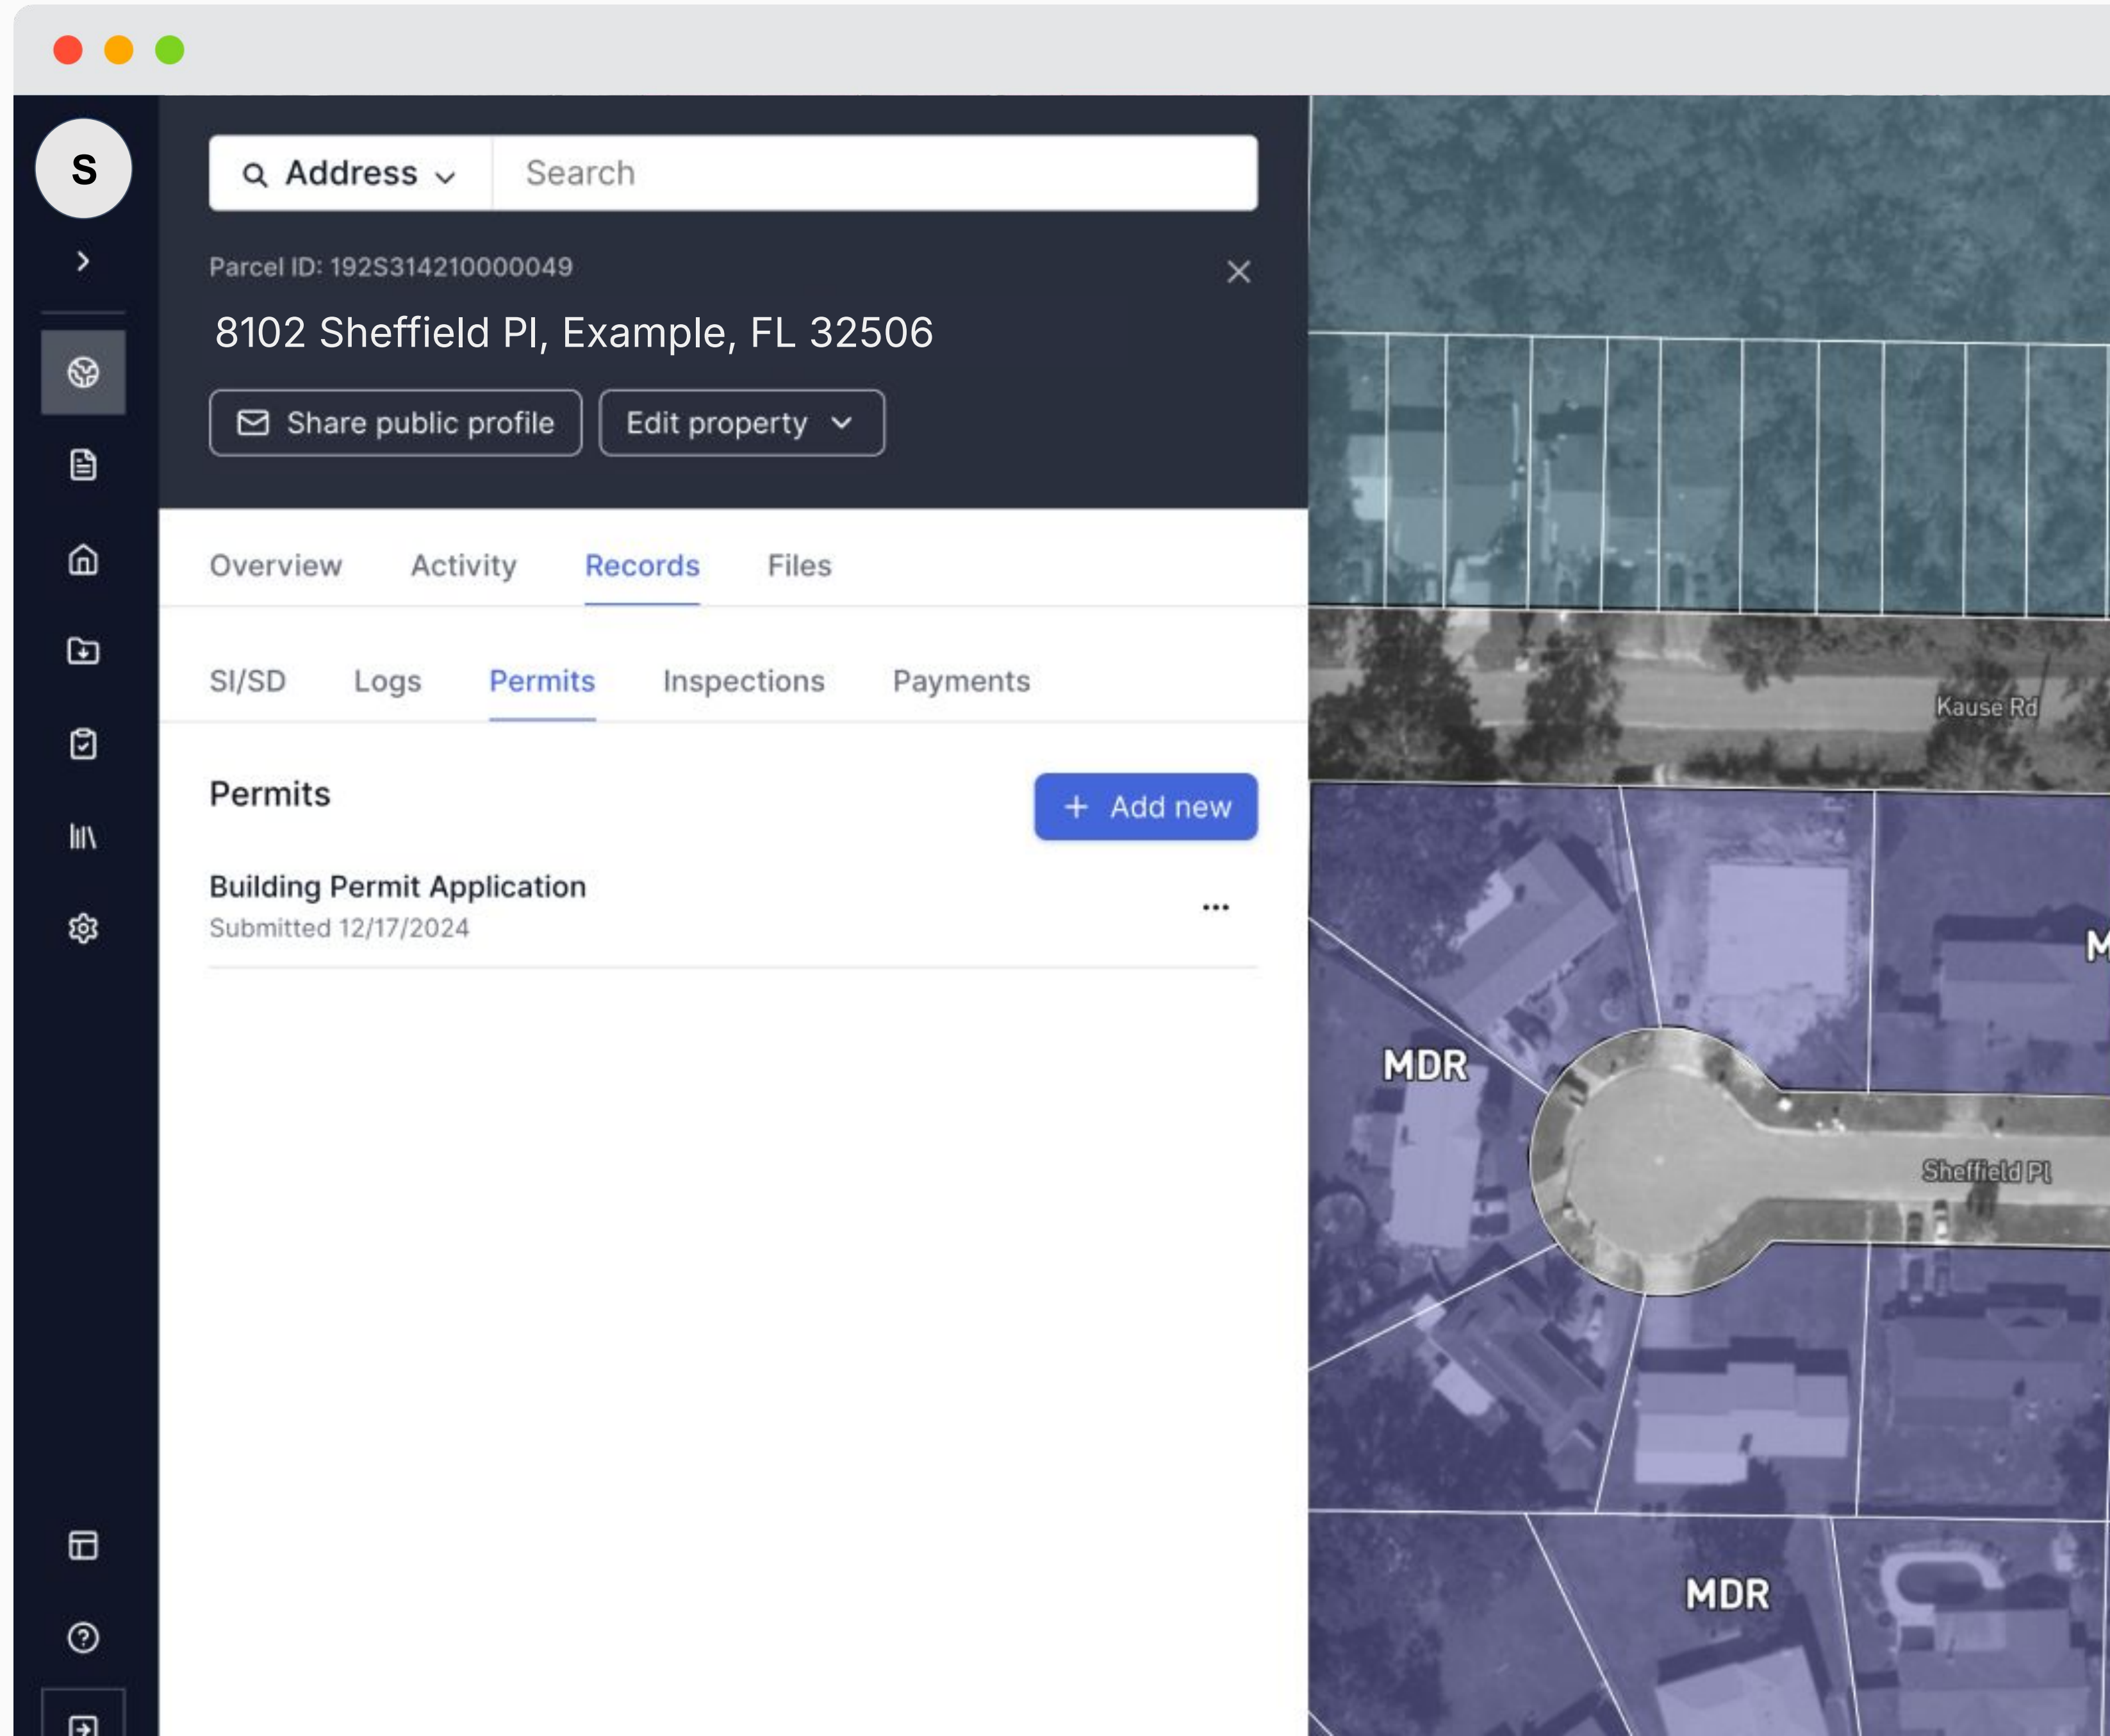 S
Address
Search
Parcel ID: 192S314210000049
8102 Sheffield Pl, Example, FL 32506
Share public profile
Edit property
Overview Activity Records Files
SI/SD Logs Permits Inspections Payments
Permits
+ Add new
Building Permit Application
Submitted 12/17/2024
Kause Rd
M
MDR
Sheffield Pl
MDR